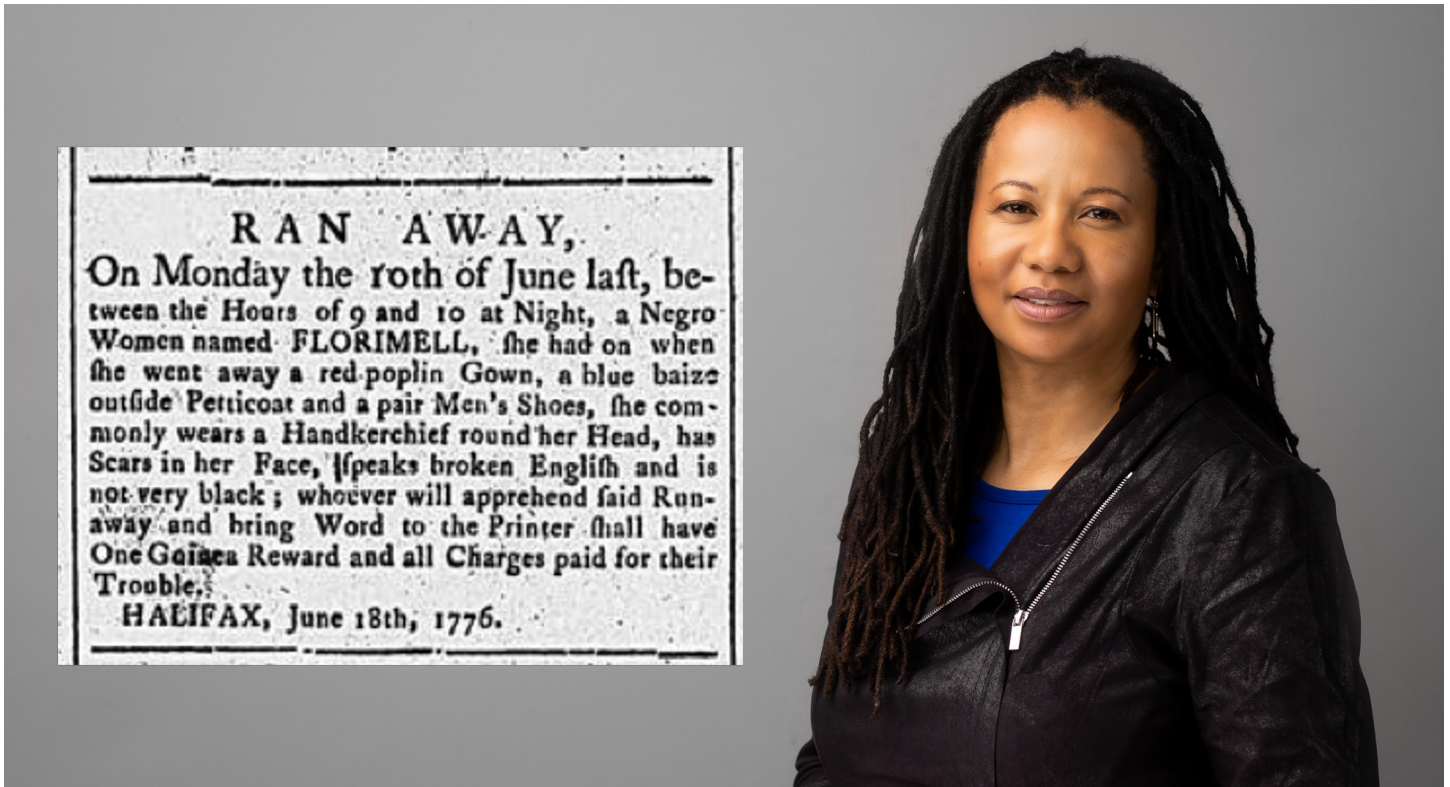 RAN AWAY,
On Monday the 10th of June laſt, be-
tween the Hours of 9 and 10 at Night, a Negro
Women named FLORIMELL, ſhe had on when
ſhe went away a red poplin Gown, a blue baize
outſide Petticoat and a pair Men's Shoes, ſhe com-
monly wears a Handkerchief round her Head, has
Scars in her Face, ſpeaks broken Engliſh and is
not very black; whoever will apprehend ſaid Run-
away and bring Word to the Printer ſhall have
One Guinea Reward and all Charges paid for their
Trouble.
HALIFAX, June 18th, 1776.